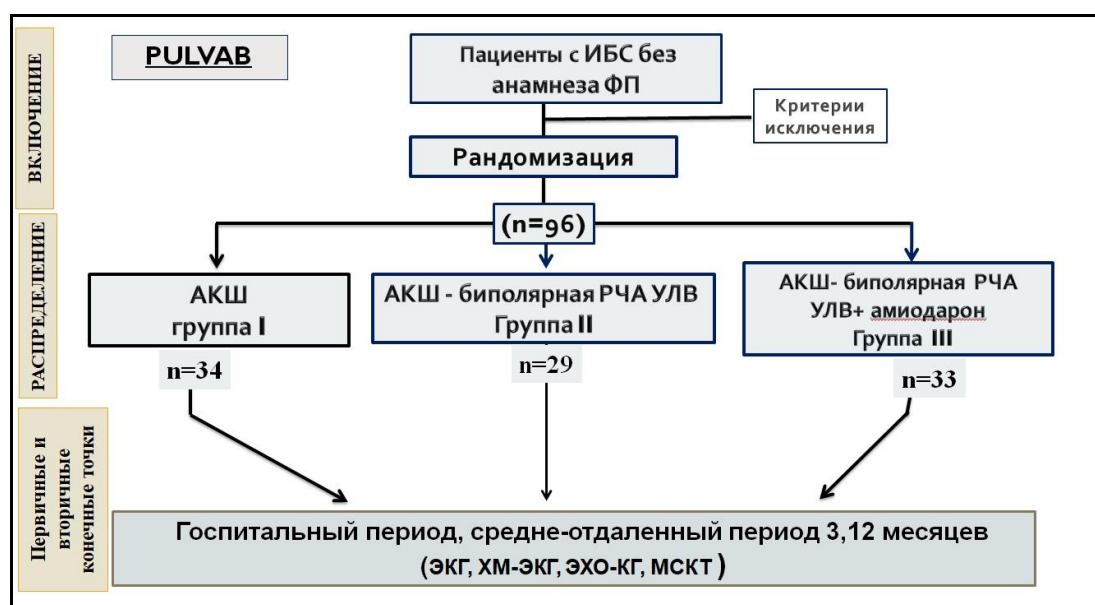 ВКЛЮЧЕНИЕ
PULVAB
Пациенты с ИБС без
анамнеза ФП
Критерии
исключения
Рандомизация
(n=96)
РАСПРЕДЕЛЕНИЕ
АКШ
группа I
n=34
АКШ - биполярная РЧА УЛВ
Группа II
n=29
АКШ- биполярная РЧА
УЛВ+ амиодарон
Группа III
n=33
Первичные и
вторичные
конечные точки
Госпитальный период, средне-отдаленный период 3,12 месяцев
(ЭКГ, ХМ-ЭКГ, ЭХО-КГ, МСКТ )